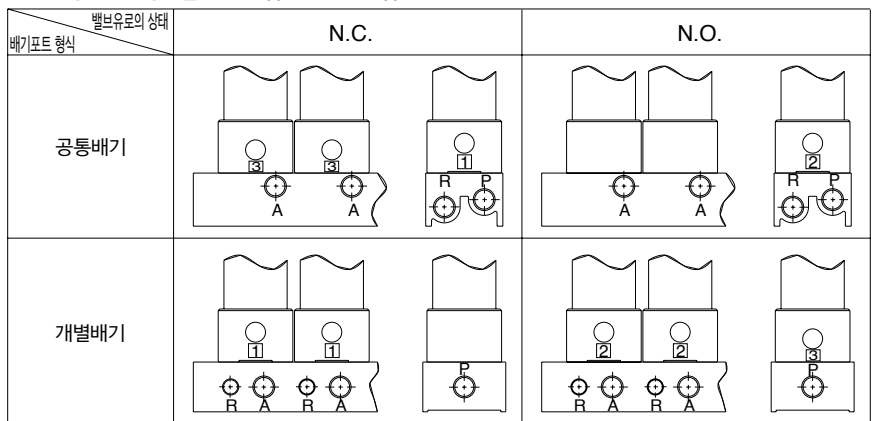 밸브유로의 상태
배기포트 형식
N.C.
N.O.
공통배기
3 3 1
R P
A A
2
R P
A A
개별배기
1 1
P
R A R A
2 2 3
P
R A R A